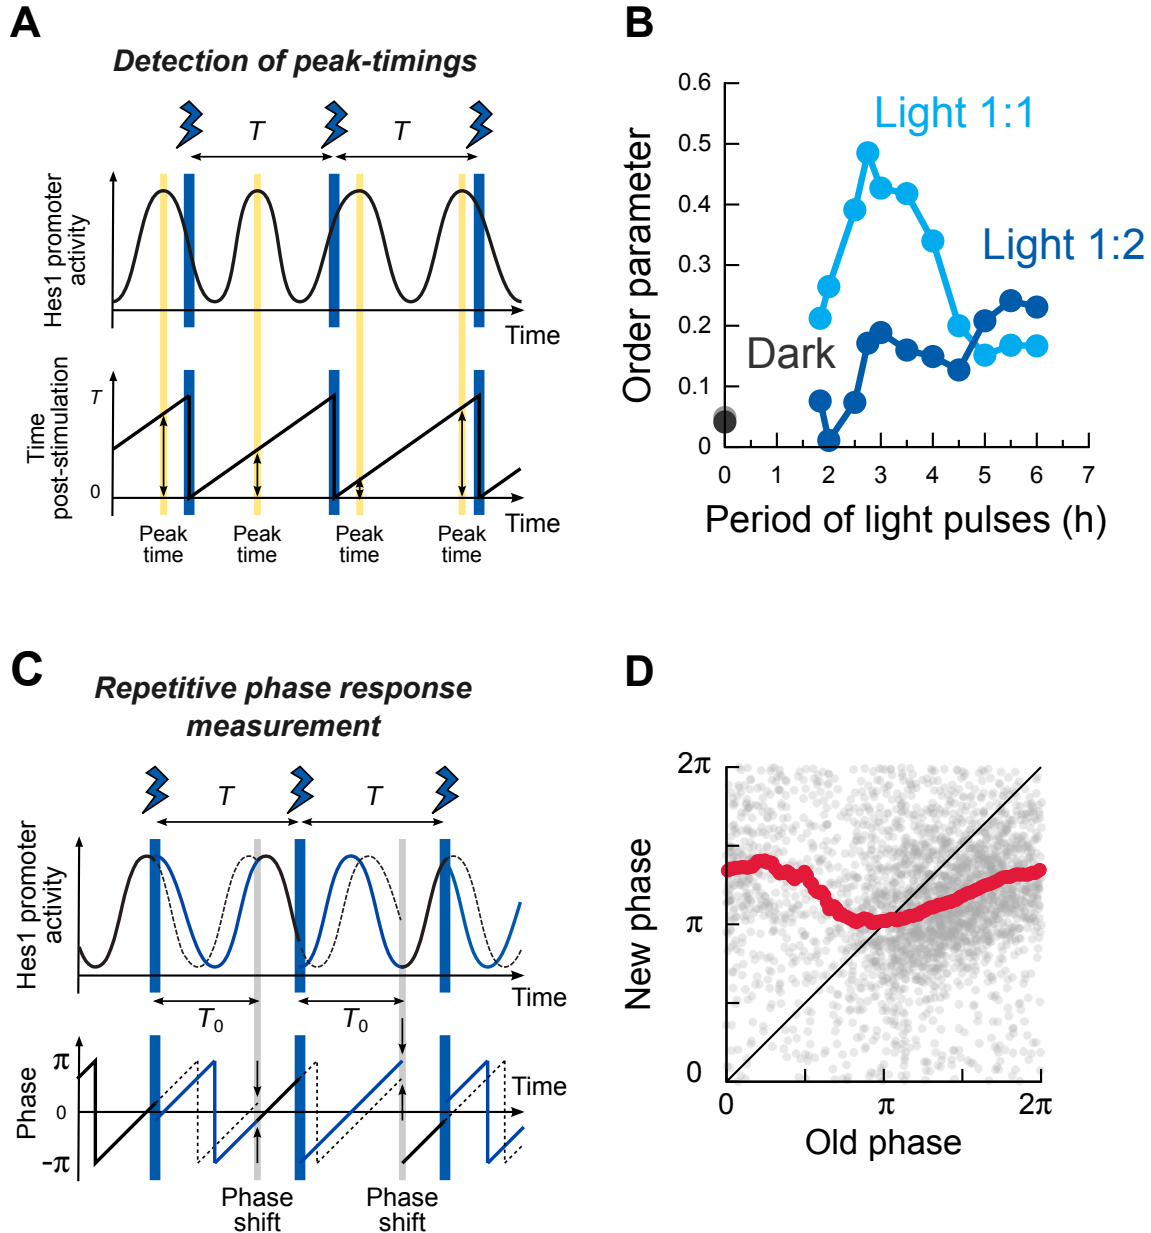 A
Detection of peak-timings
T
T
Hes1 promoter
activity
Time
Time
post-stimulation
T
0
Time
Peak
time
Peak
time
Peak
time
Peak
time
B
Order parameter
0.6
0.5
0.4
0.3
0.2
0.1
0
Light 1:1
Light 1:2
Dark
0
1
2
3
4
5
6
7
Period of light pulses (h)
C
Repetitive phase response
measurement
T
T
Hes1 promoter
activity
Time
T0
T0
Phase
π
0
-π
Time
Phase
shift
Phase
shift
D
New phase
2π
π
0
0
π
2π
Old phase